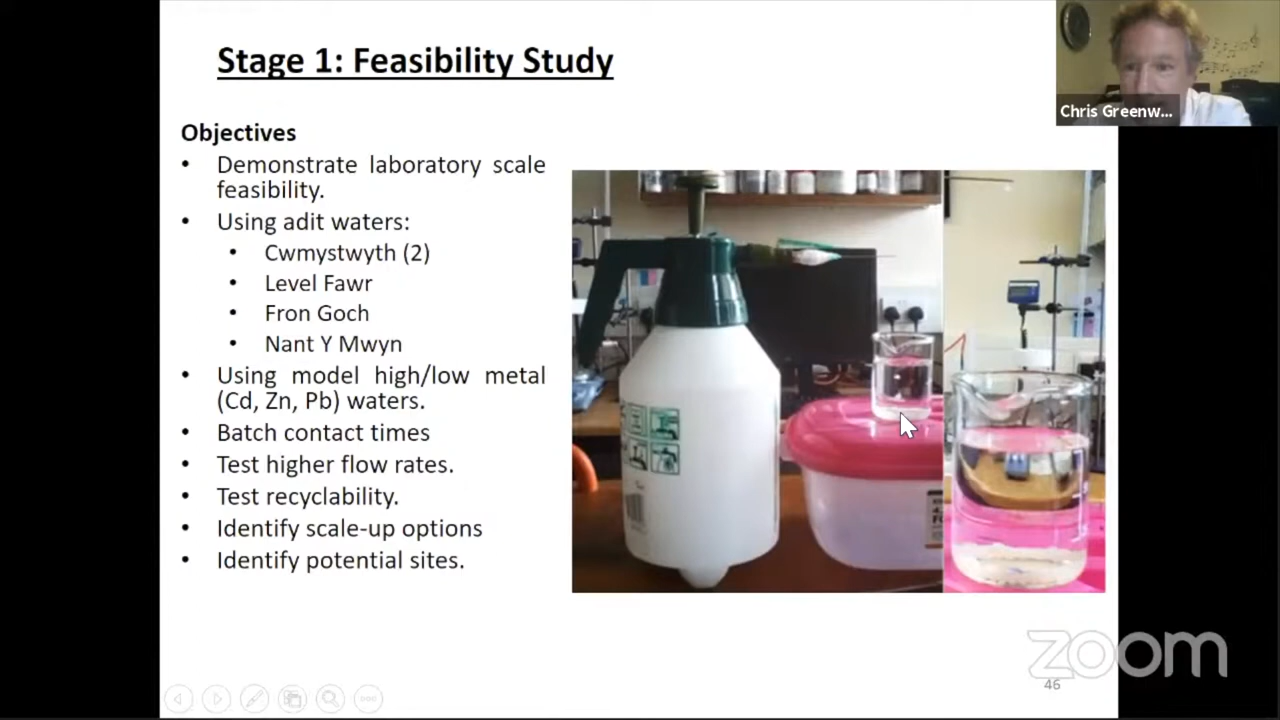 Stage 1: Feasibility Study
Chris Greenw...
Objectives
• Demonstrate laboratory scale
feasibility.
• Using adit waters:
• Cwmystwyth (2)
• Level Fawr
• Fron Goch
• Nant Y Mwyn
• Using model high/low metal
(Cd, Zn, Pb) waters.
• Batch contact times
• Test higher flow rates.
• Test recyclability.
• Identify scale-up options
• Identify potential sites.
zoom
46